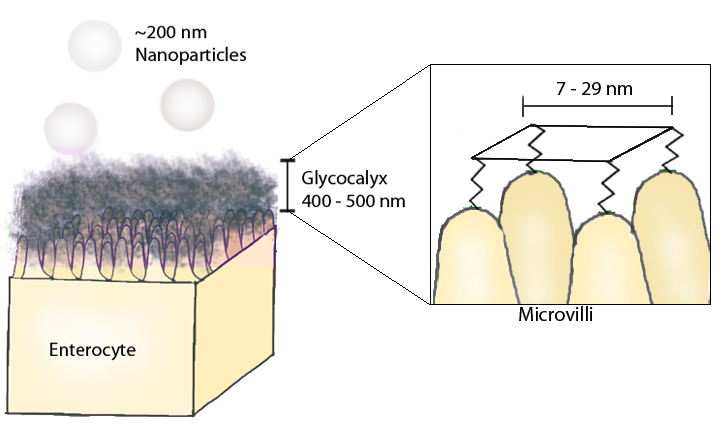 ~200 nm
Nanoparticles
7 - 29 nm
Glycocalyx
400 - 500 nm
Microvilli
Enterocyte